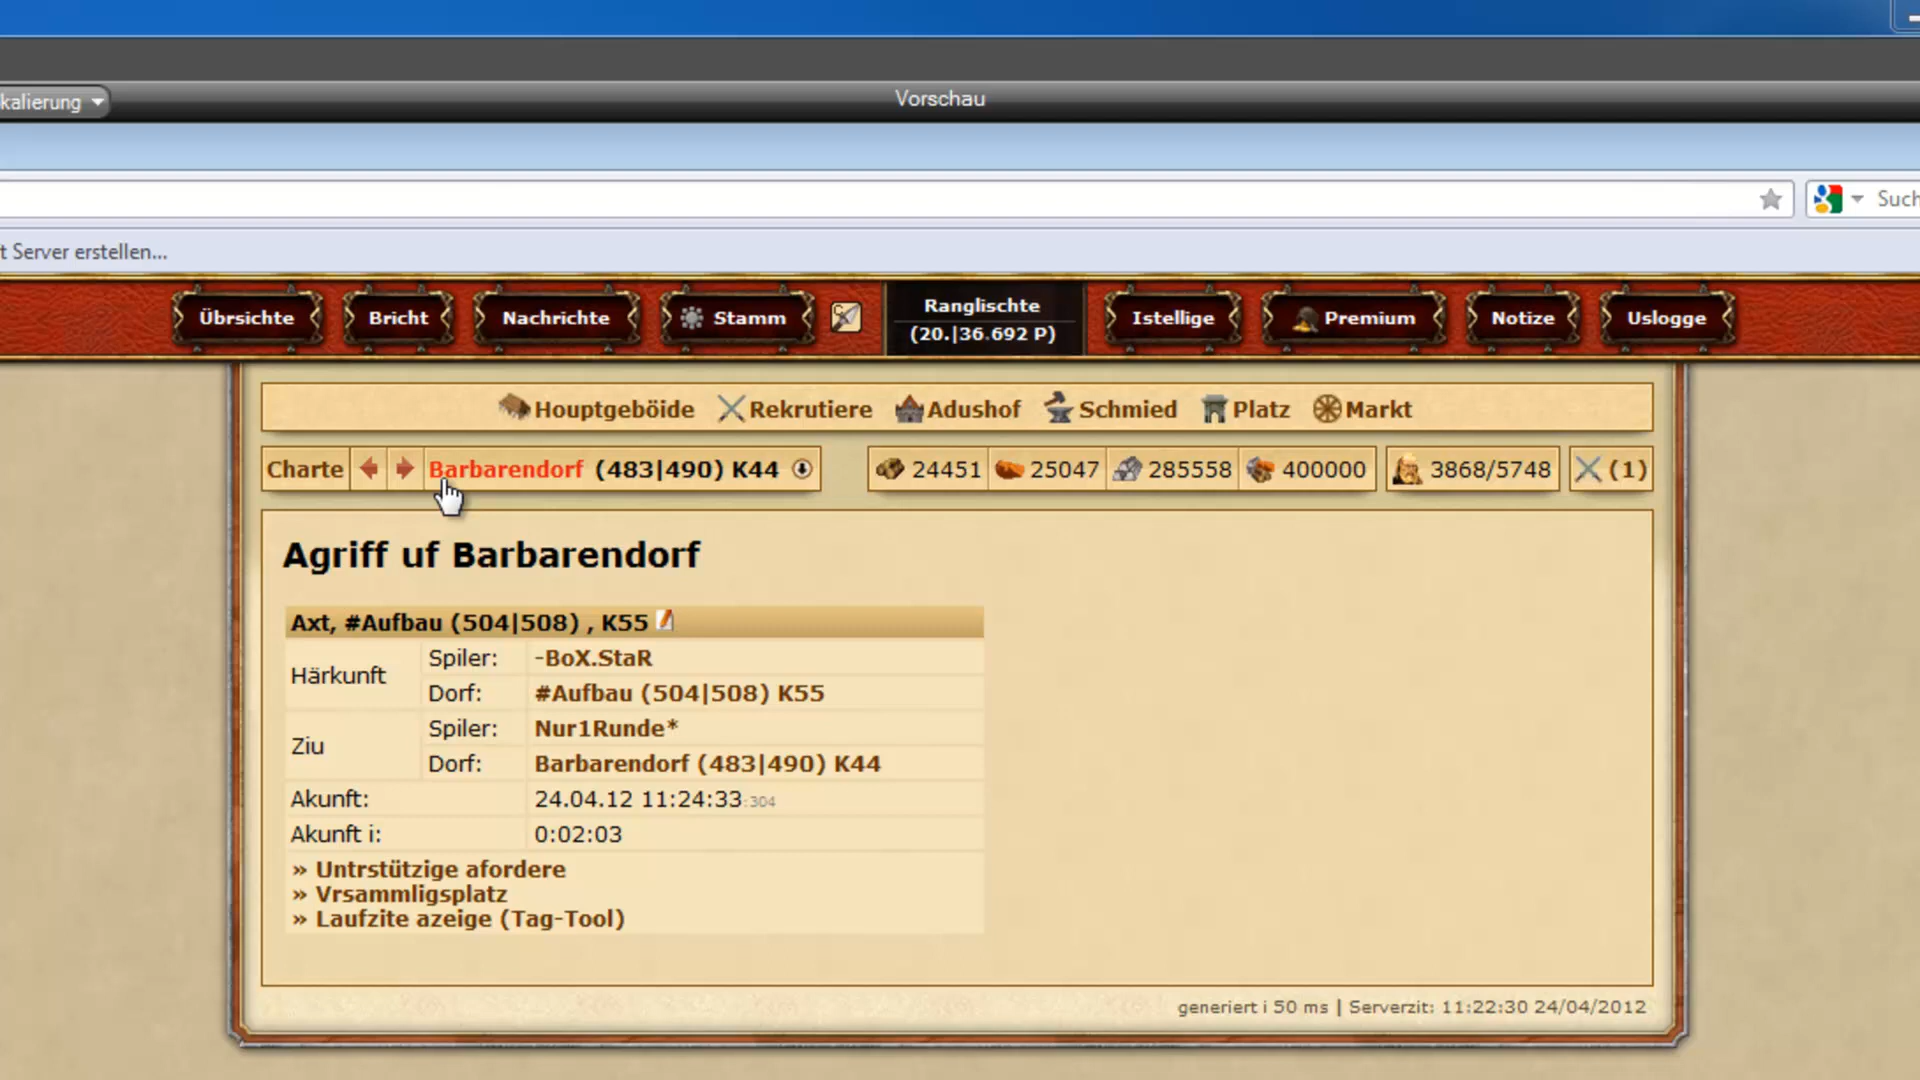 kalierung
Vorschau
Such
t Server erstellen...
Übrsichte
Bricht
Nachrichte
Stamm
Ranglischte
(20.|36.692 P)
Istellige
Premium
Notize
Uslogge
Houptgeböide
Rekrutiere
Adushof
Schmied
Platz
Markt
Charte
Barbarendorf (483|490) K44
24451
25047
285558
400000
3868/5748
(1)
Agriff uf Barbarendorf
Axt, #Aufbau (504|508) , K55
Härkunft
Spiler: -BoX.StaR
Dorf: #Aufbau (504|508) K55
Ziu
Spiler: Nur1Runde*
Dorf: Barbarendorf (483|490) K44
Akunft: 24.04.12 11:24:33:304
Akunft i: 0:02:03
» Untrstützige afordere
» Vrsammligsplatz
» Laufzite azeige (Tag-Tool)
generiert i 50 ms | Serverzit: 11:22:30 24/04/2012